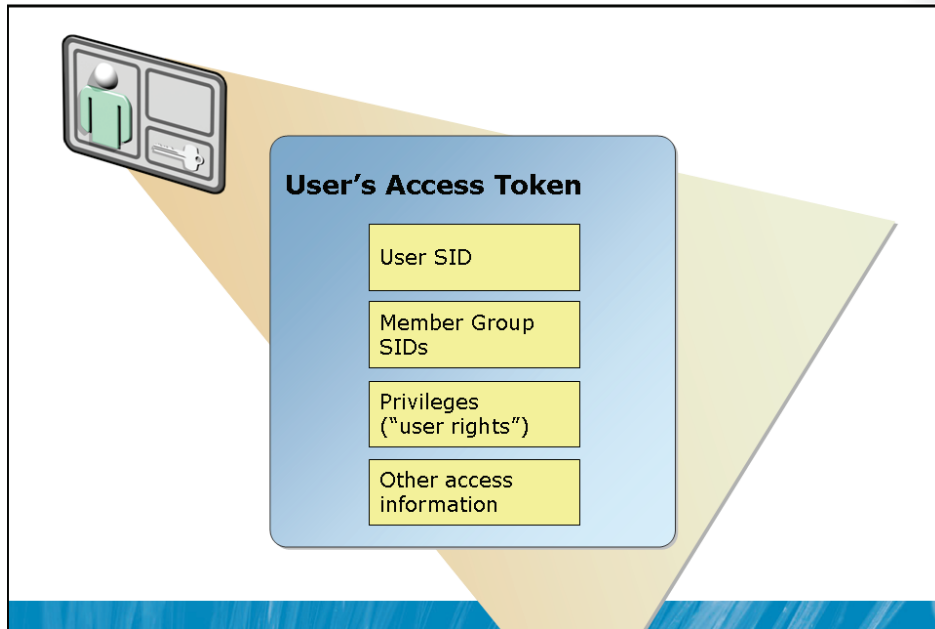 User’s Access Token
User SID
Member Group
SIDs
Privileges
(“user rights”)
Other access
information